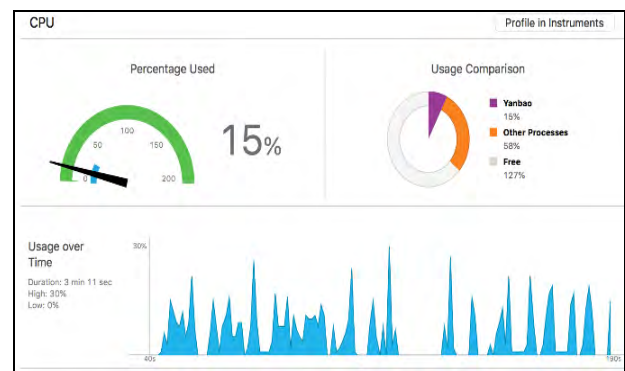 CPU
Profile in Instruments
Percentage Used
50
100
150
0
200
15%
Usage Comparison
Yanbao
15%
Other Processes
58%
Free
127%
Usage over
Time
Duration: 3 min 11 sec
High: 30%
Low: 0%
30%
40s
190s